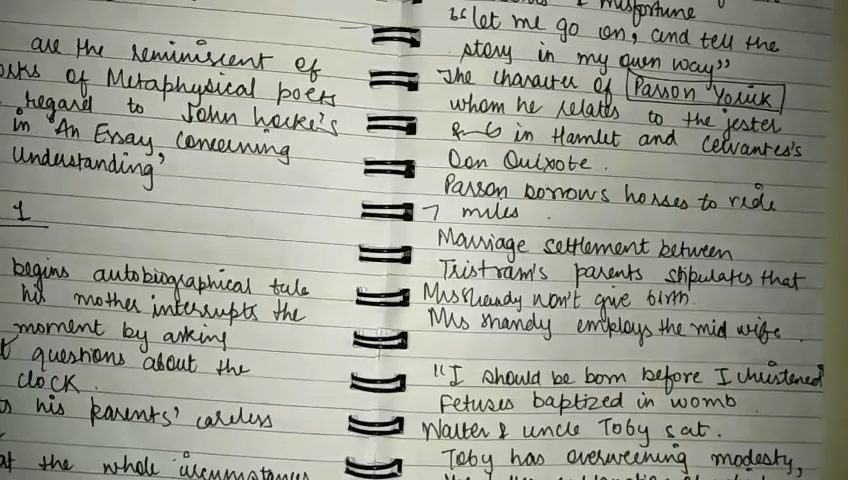 are the reminiscent of
of Metaphysical poets
regard to John Locke's
in An Essay Concerning
Understanding'
1
begins autobiographical tale
his mother interrupts the
moment by asking
questions about the
clock.
his parents' careless
at the whole circumstances
& misfortune
"let me go on, and tell the
story in my own way"
The character of Parson Yorick
whom he relates to the jester
in Hamlet and Cervantes's
Don Quixote.
Parson borrows horses to ride
7 miles.
Marriage settlement between
Tristram's parents stipulates that
Mrs Shandy won't give birth.
Mrs Shandy employs the mid wife.
"I should be born before I christened
Fetuses baptized in womb.
Walter & uncle Toby sat.
Toby has overweening modesty,